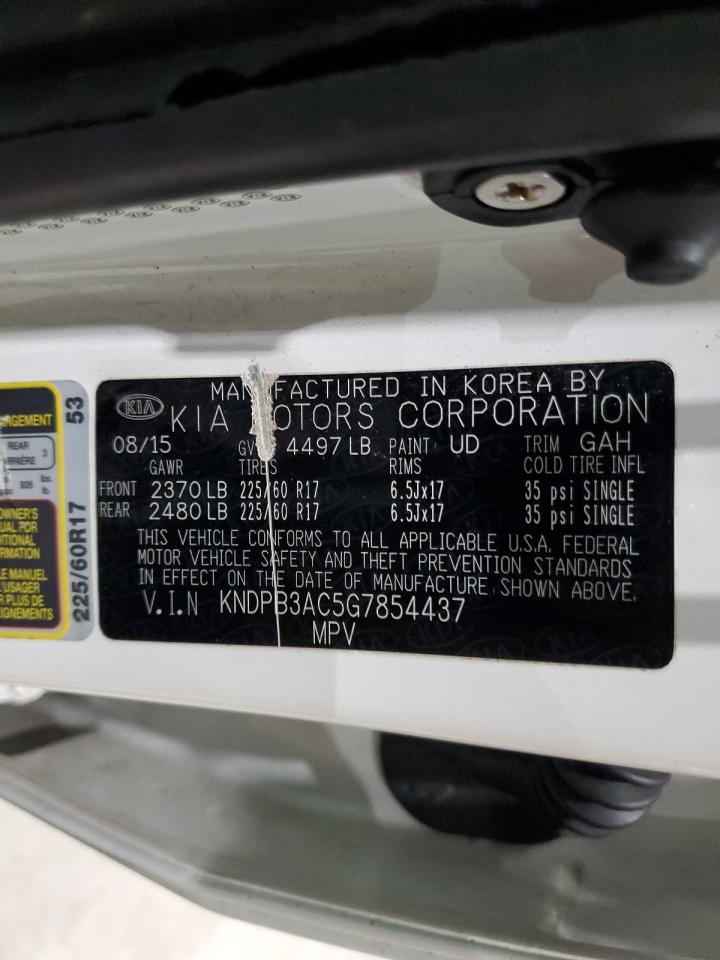 MANUFACTURED IN KOREA BY
KIA
KIA MOTORS CORPORATION
08/15 GV 4497 LB PAINT UD TRIM GAH
GAWR TIRES RIMS COLD TIRE INFL
FRONT 2370 LB 225/60 R17 6.5Jx17 35 psi SINGLE
REAR 2480 LB 225/60 R17 6.5Jx17 35 psi SINGLE
THIS VEHICLE CONFORMS TO ALL APPLICABLE U.S.A. FEDERAL
MOTOR VEHICLE SAFETY AND THEFT PREVENTION STANDARDS
IN EFFECT ON THE DATE OF MANUFACTURE SHOWN ABOVE.
V.I.N KNDPB3AC5G7854437
MPV
53
225/60R17
REAR
3